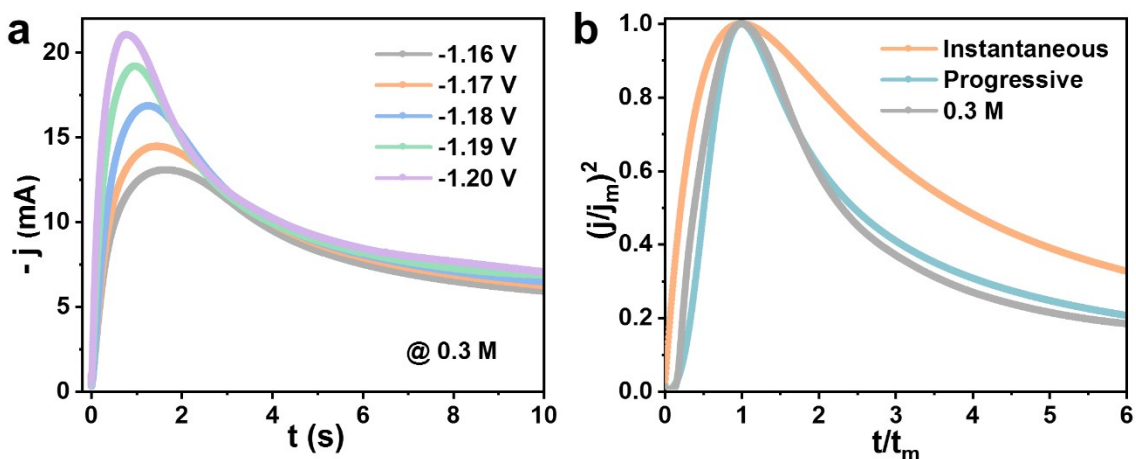 a
- j (mA)
20
15
10
5
0
-1.16 V
-1.17 V
-1.18 V
-1.19 V
-1.20 V
@ 0.3 M
0 2 4 6 8 10
t (s)
b
(j/jm)²
1.0
0.8
0.6
0.4
0.2
0.0
Instantaneous
Progressive
0.3 M
0 1 2 3 4 5 6
t/tm